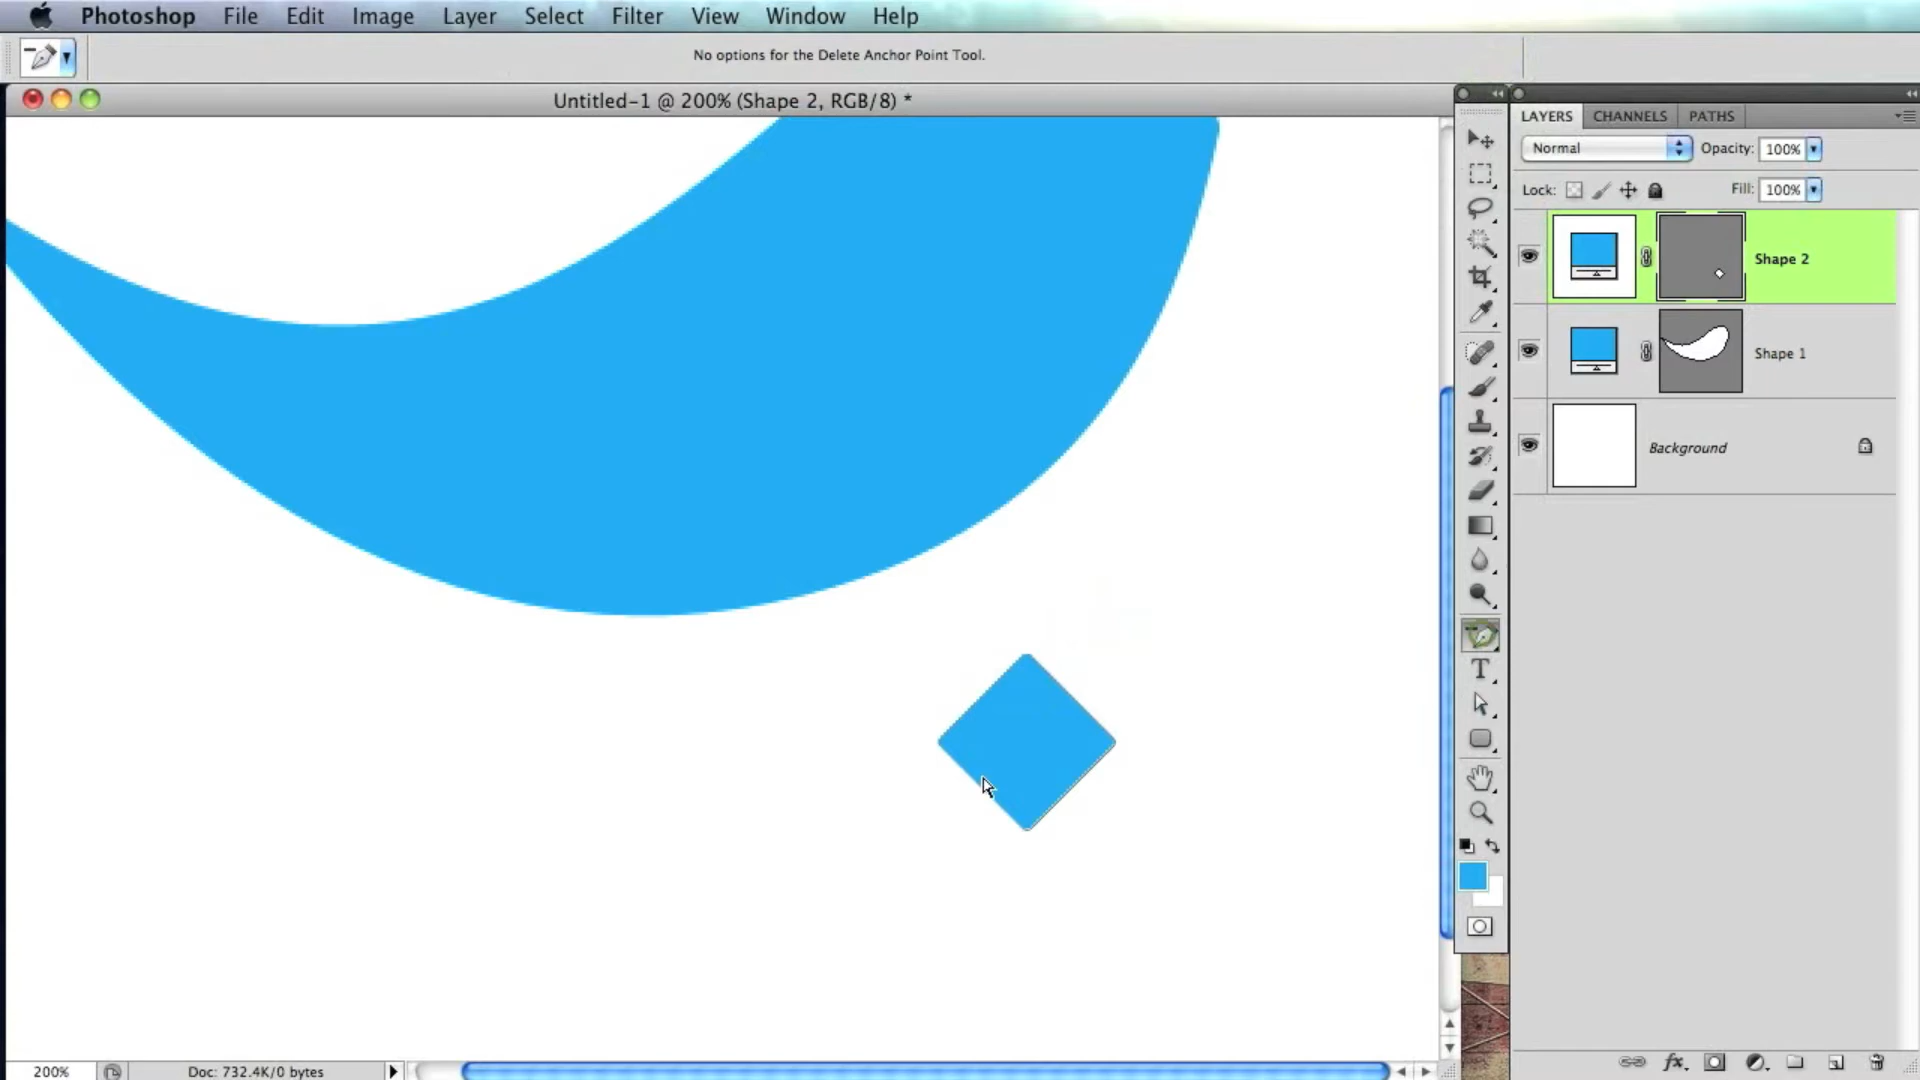 Photoshop File Edit Image Layer Select Filter View Window Help
No options for the Delete Anchor Point Tool.
Untitled-1 @ 200% (Shape 2, RGB/8) *
LAYERS CHANNELS PATHS
Normal Opacity: 100%
Lock: Fill: 100%
Shape 2
Shape 1
Background
T
fx
200% Doc: 732.4K/0 bytes